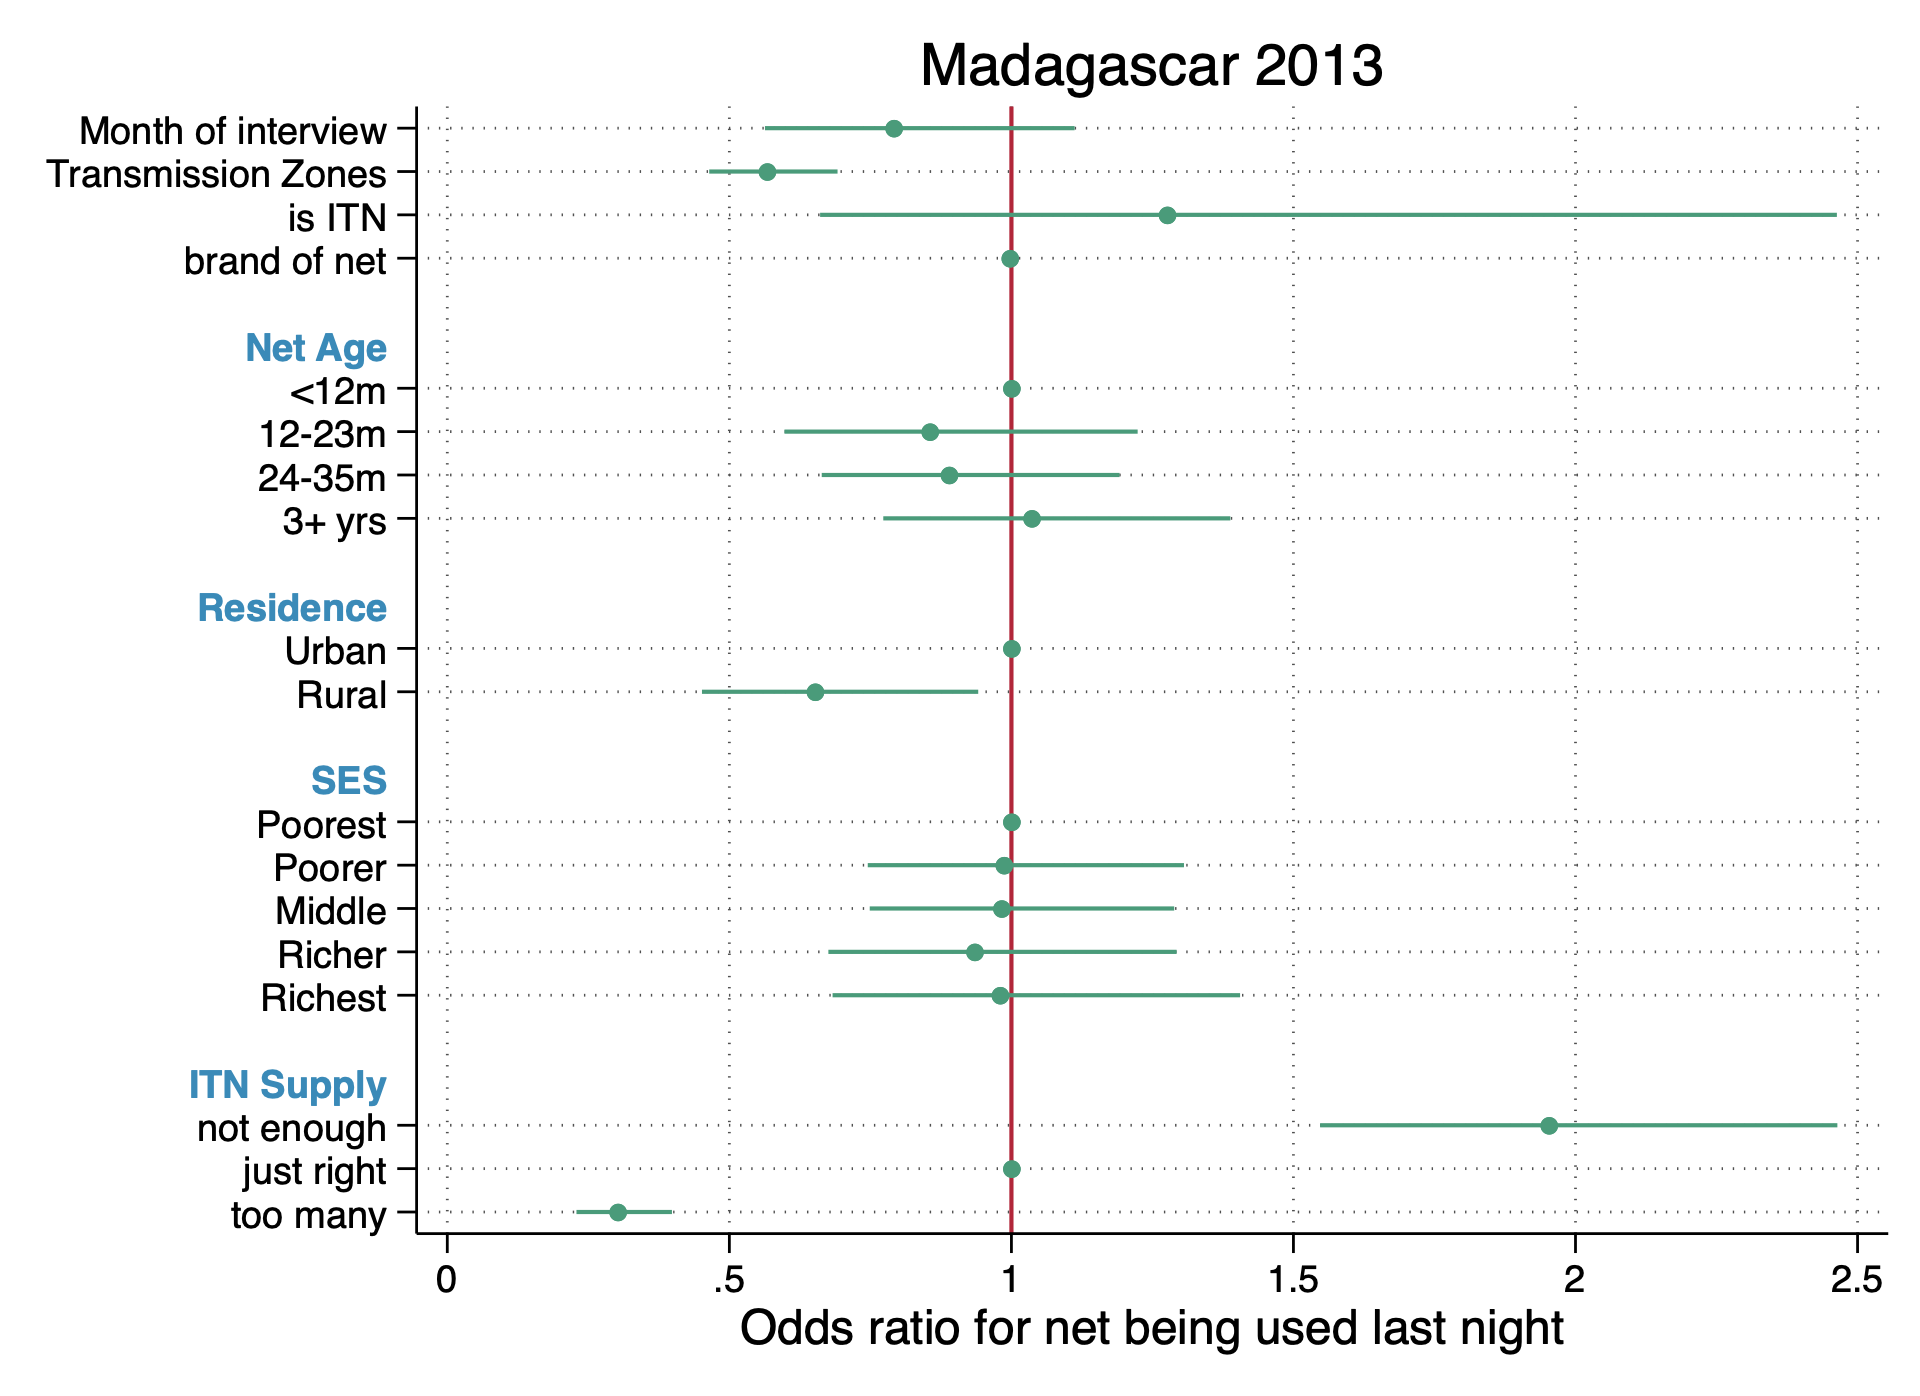 Madagascar 2013
Month of interview
Transmission Zones
is ITN
brand of net
Net Age
<12m
12-23m
24-35m
3+ yrs
Residence
Urban
Rural
SES
Poorest
Poorer
Middle
Richer
Richest
ITN Supply
not enough
just right
too many
0 .5 1 1.5 2 2.5
Odds ratio for net being used last night